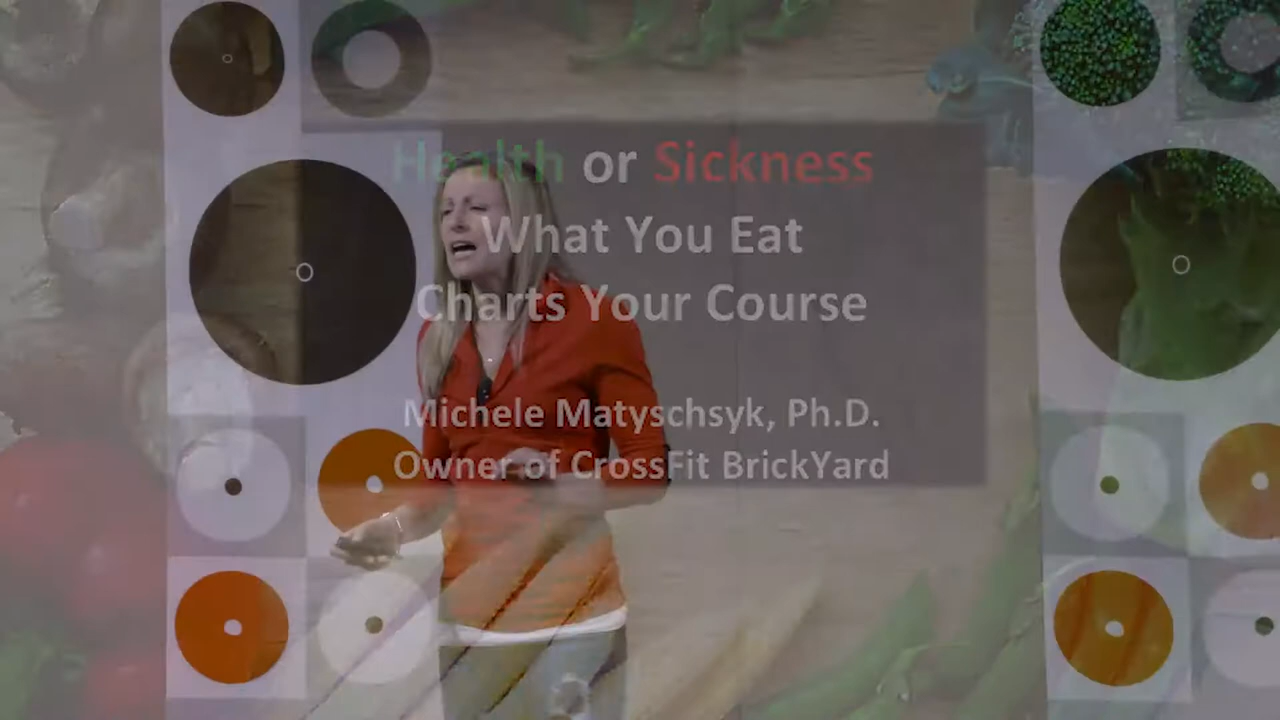 Health or Sickness
What You Eat
Charts Your Course
Michele Matyschsyk, Ph.D.
Owner of CrossFit BrickYard